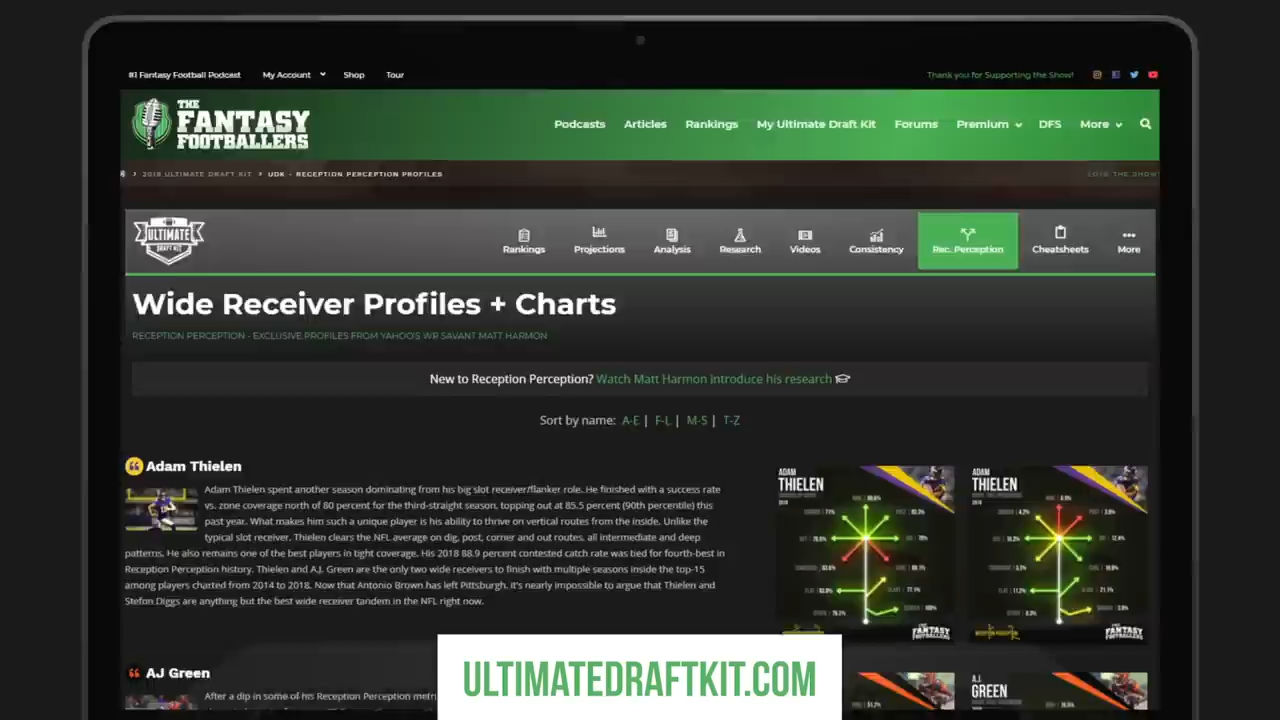 #1 Fantasy Football Podcast My Account Shop Tour Thank you for Supporting the Show!
THE FANTASY FOOTBALLERS
Podcasts Articles Rankings My Ultimate Draft Kit Forums Premium DFS More
2019 ULTIMATE DRAFT KIT > UDK - RECEPTION PERCEPTION PROFILES
ULTIMATE
DRAFT KIT
Rankings Projections Analysis Research Videos Consistency Rec. Perception Cheatsheets More
Wide Receiver Profiles + Charts
RECEPTION PERCEPTION - EXCLUSIVE PROFILES FROM YAHOO'S WR SAVANT MATT HARMON
New to Reception Perception? Watch Matt Harmon introduce his research
Sort by name: A-E | F-L | M-S | T-Z
Adam Thielen
Adam Thielen spent another season dominating from his big slot receiver/flanker role. He finished with a success rate
vs. zone coverage north of 80 percent for the third-straight season, topping out at 85.5 percent (90th percentile) this
past year. What makes him such a unique player is his ability to thrive on vertical routes from the inside. Unlike the
typical slot receiver, Thielen clears the NFL average on dig, post, corner and out routes, all intermediate and deep
patterns. He also remains one of the best players in tight coverage. His 2018 88.9 percent contested catch rate was tied for fourth-best in
Reception Perception history. Thielen and A.J. Green are the only two wide receivers to finish with multiple seasons inside the top-15
among players charted from 2014 to 2018. Now that Antonio Brown has left Pittsburgh, it's nearly impossible to argue that Thielen and
Stefon Diggs are anything but the best wide receiver tandem in the NFL right now.
ADAM
THIELEN
ADAM
THIELEN
THE FANTASY FOOTBALLERS
THE FANTASY FOOTBALLERS
AJ Green
After a dip in some of his Reception Perception metri
A.J.
GREEN
ULTIMATEDRAFTKIT.COM